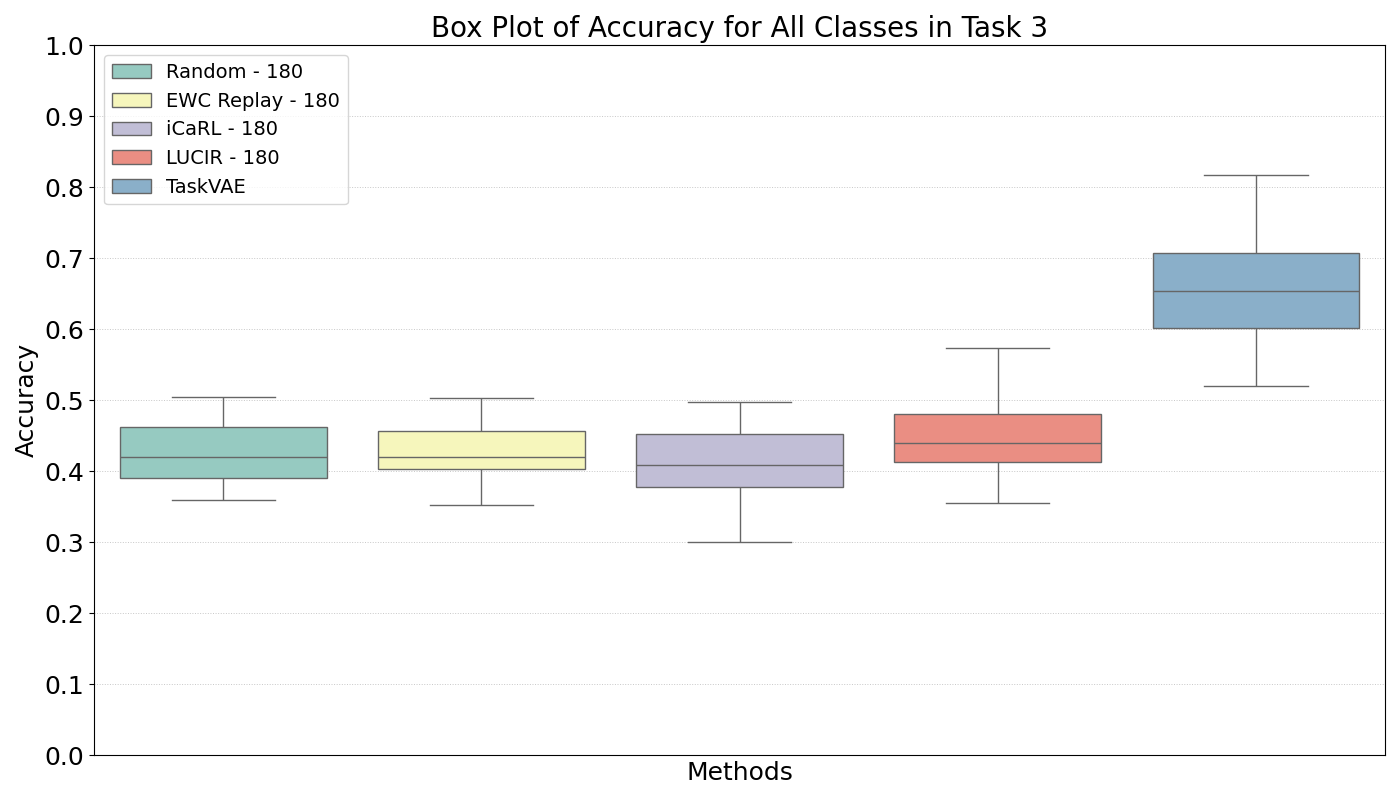 Box Plot of Accuracy for All Classes in Task 3
1.0
0.9
0.8
0.7
0.6
0.5
0.4
0.3
0.2
0.1
0.0
Accuracy
Random - 180
EWC Replay - 180
iCaRL - 180
LUCIR - 180
TaskVAE
Methods